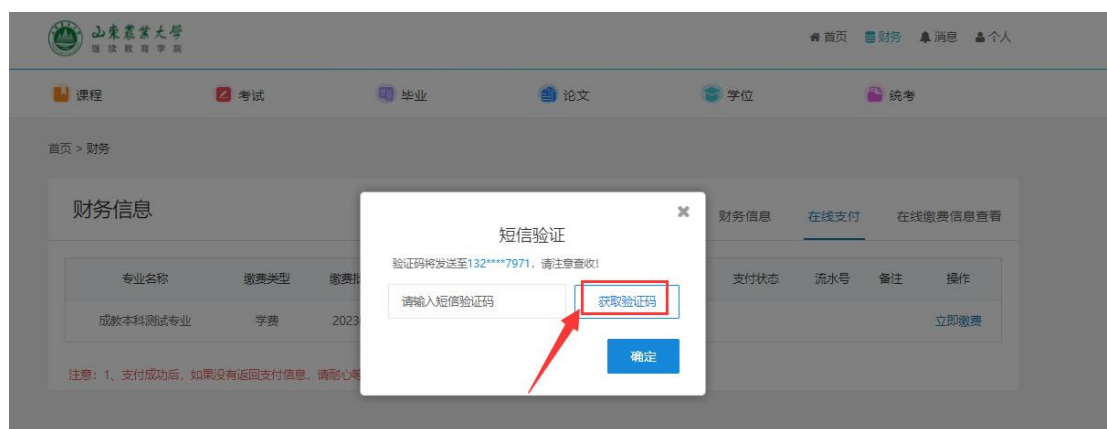 山东农业大学
继续教育学院
首页 财务 消息 个人
课程 考试 毕业 论文 学位 统考
首页 > 财务
财务信息
财务信息 在线支付 在线缴费信息查看
短信验证
验证码将发送至132****7971，请注意查收!
请输入短信验证码 获取验证码
确定
专业名称 缴费类型 缴费 支付状态 流水号 备注 操作
成教本科测试专业 学费 2023 立即缴费
注意：1、支付成功后，如果没有返回支付信息，请耐心